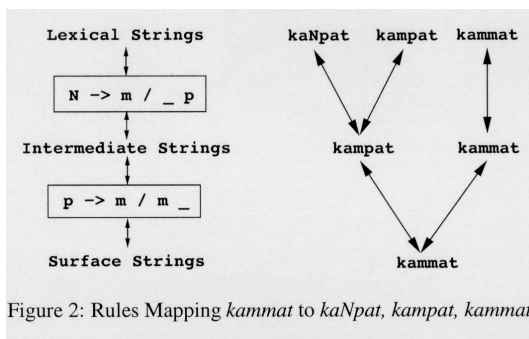 Lexical Strings kaNpat kampat kammat
N -> m / _ p
Intermediate Strings kampat kammat
p -> m / m _
Surface Strings kammat
Figure 2: Rules Mapping kammat to kaNpat, kampat, kammat